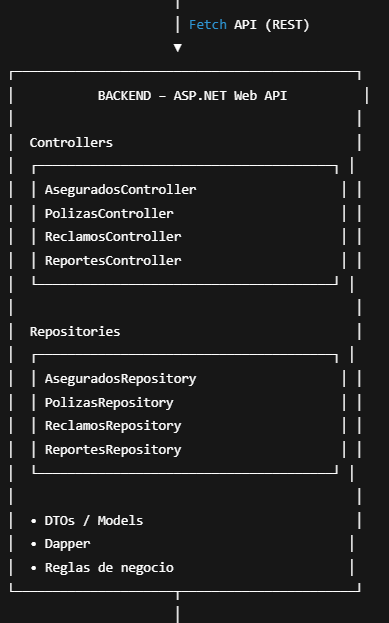 Fetch API (REST)
BACKEND – ASP.NET Web API
Controllers
AseguradosController
PolizasController
ReclamosController
ReportesController
Repositories
AseguradosRepository
PolizasRepository
ReclamosRepository
ReportesRepository
• DTOs / Models
• Dapper
• Reglas de negocio